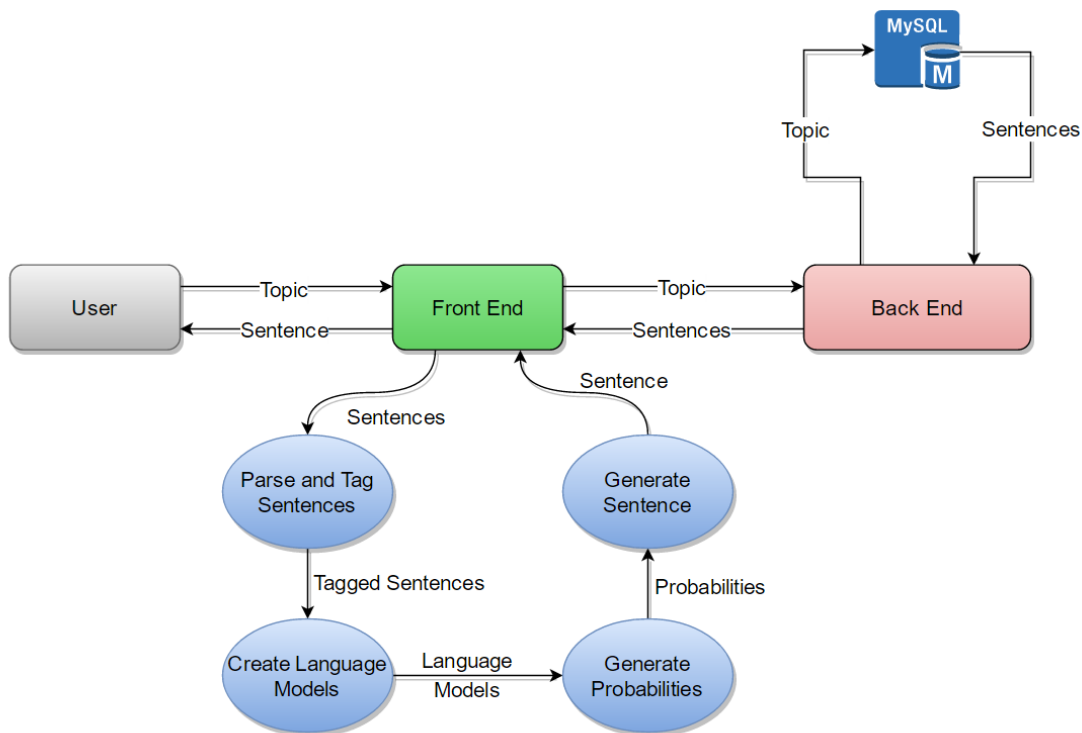 MySQL
M
Topic
Sentences
User
Topic
Sentence
Front End
Topic
Sentences
Back End
Sentences
Sentence
Parse and Tag
Sentences
Generate
Sentence
Tagged Sentences
Probabilities
Create Language
Models
Language
Models
Generate
Probabilities